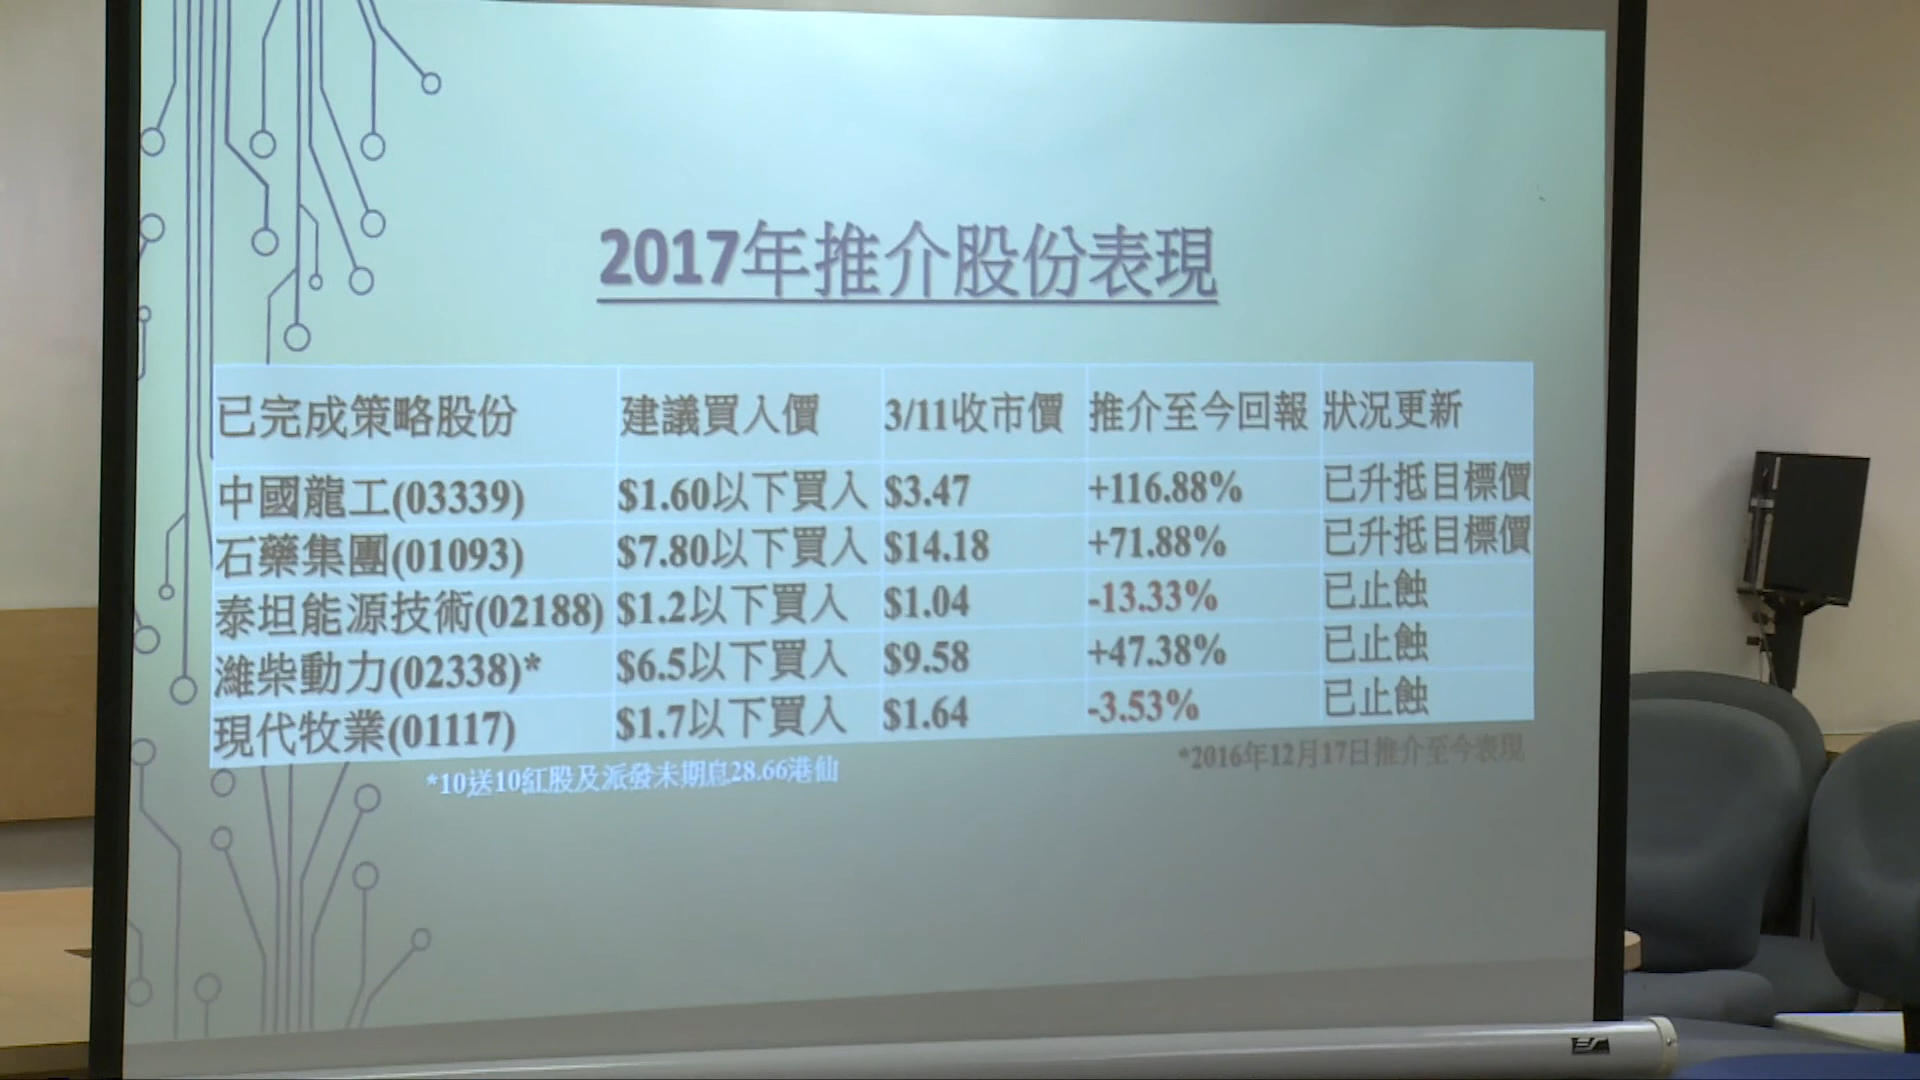 2017年推介股份表現
已完成策略股份 建議買入價 3/11收市價 推介至今回報 狀況更新
中國龍工(03339) $1.60以下買入 $3.47 +116.88% 已升抵目標價
石藥集團(01093) $7.80以下買入 $14.18 +71.88% 已升抵目標價
泰坦能源技術(02188) $1.2以下買入 $1.04 -13.33% 已止蝕
濰柴動力(02338)* $6.5以下買入 $9.58 +47.38% 已止蝕
現代牧業(01117) $1.7以下買入 $1.64 -3.53% 已止蝕
*10送10紅股及派發末期息28.66港仙
*2016年12月17日推介至今表現